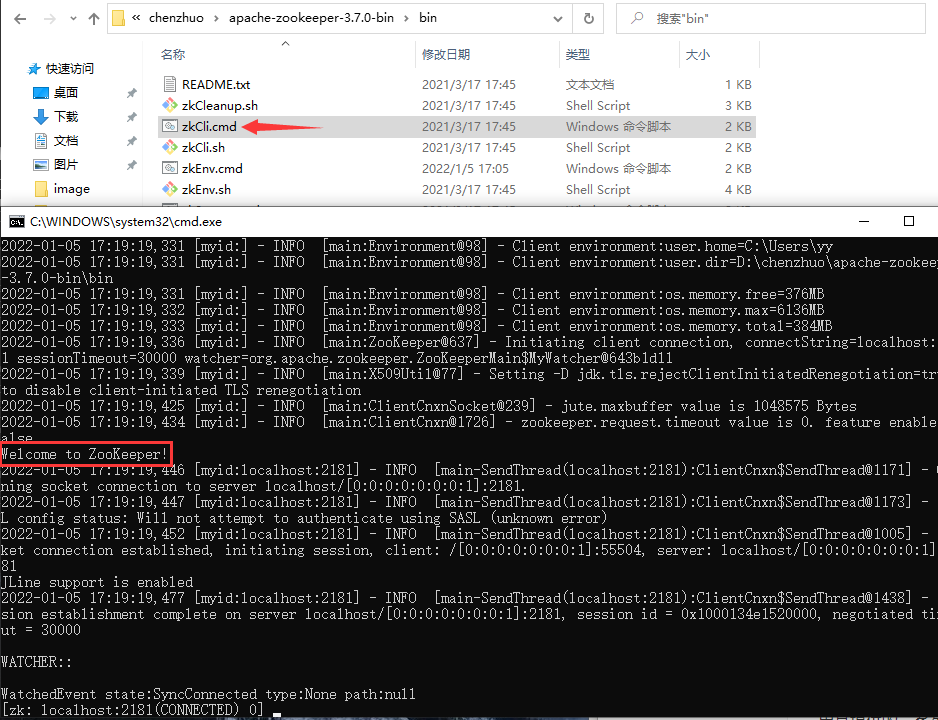 « chenzhuo › apache-zookeeper-3.7.0-bin › bin
搜索"bin"
名称 修改日期 类型 大小
快速访问
桌面
下载
文档
图片
image
README.txt 2021/3/17 17:45 文本文档 1 KB
zkCleanup.sh 2021/3/17 17:45 Shell Script 3 KB
zkCli.cmd 2021/3/17 17:45 Windows 命令脚本 2 KB
zkCli.sh 2021/3/17 17:45 Shell Script 2 KB
zkEnv.cmd 2022/1/5 17:05 Windows 命令脚本 2 KB
zkEnv.sh 2021/3/17 17:45 Shell Script 4 KB
C:\WINDOWS\system32\cmd.exe
2022-01-05 17:19:19,331 [myid:] - INFO  [main:Environment@98] - Client environment:user.home=C:\Users\yy
2022-01-05 17:19:19,331 [myid:] - INFO  [main:Environment@98] - Client environment:user.dir=D:\chenzhuo\apache-zookeep
-3.7.0-bin\bin
2022-01-05 17:19:19,331 [myid:] - INFO  [main:Environment@98] - Client environment:os.memory.free=376MB
2022-01-05 17:19:19,332 [myid:] - INFO  [main:Environment@98] - Client environment:os.memory.max=6136MB
2022-01-05 17:19:19,333 [myid:] - INFO  [main:Environment@98] - Client environment:os.memory.total=384MB
2022-01-05 17:19:19,336 [myid:] - INFO  [main:ZooKeeper@637] - Initiating client connection, connectString=localhost:
1 sessionTimeout=30000 watcher=org.apache.zookeeper.ZooKeeperMain$MyWatcher@643b1d11
2022-01-05 17:19:19,339 [myid:] - INFO  [main:X509Util@77] - Setting -D jdk.tls.rejectClientInitiatedRenegotiation=tr
to disable client-initiated TLS renegotiation
2022-01-05 17:19:19,425 [myid:] - INFO  [main:ClientCnxnSocket@239] - jute.maxbuffer value is 1048575 Bytes
2022-01-05 17:19:19,434 [myid:] - INFO  [main:ClientCnxn@1726] - zookeeper.request.timeout value is 0. feature enable
alse
Welcome to ZooKeeper!
2022-01-05 17:19:19,446 [myid:localhost:2181] - INFO  [main-SendThread(localhost:2181):ClientCnxn$SendThread@1171] -
ning socket connection to server localhost/[0:0:0:0:0:0:0:1]:2181.
2022-01-05 17:19:19,447 [myid:localhost:2181] - INFO  [main-SendThread(localhost:2181):ClientCnxn$SendThread@1173] -
L config status: Will not attempt to authenticate using SASL (unknown error)
2022-01-05 17:19:19,452 [myid:localhost:2181] - INFO  [main-SendThread(localhost:2181):ClientCnxn$SendThread@1005] -
ket connection established, initiating session, client: /[0:0:0:0:0:0:0:1]:55504, server: localhost/[0:0:0:0:0:0:0:1]
81
JLine support is enabled
2022-01-05 17:19:19,477 [myid:localhost:2181] - INFO  [main-SendThread(localhost:2181):ClientCnxn$SendThread@1438] -
sion establishment complete on server localhost/[0:0:0:0:0:0:0:1]:2181, session id = 0x1000134e1520000, negotiated ti
ut = 30000
WATCHER::
WatchedEvent state:SyncConnected type:None path:null
[zk: localhost:2181(CONNECTED) 0]